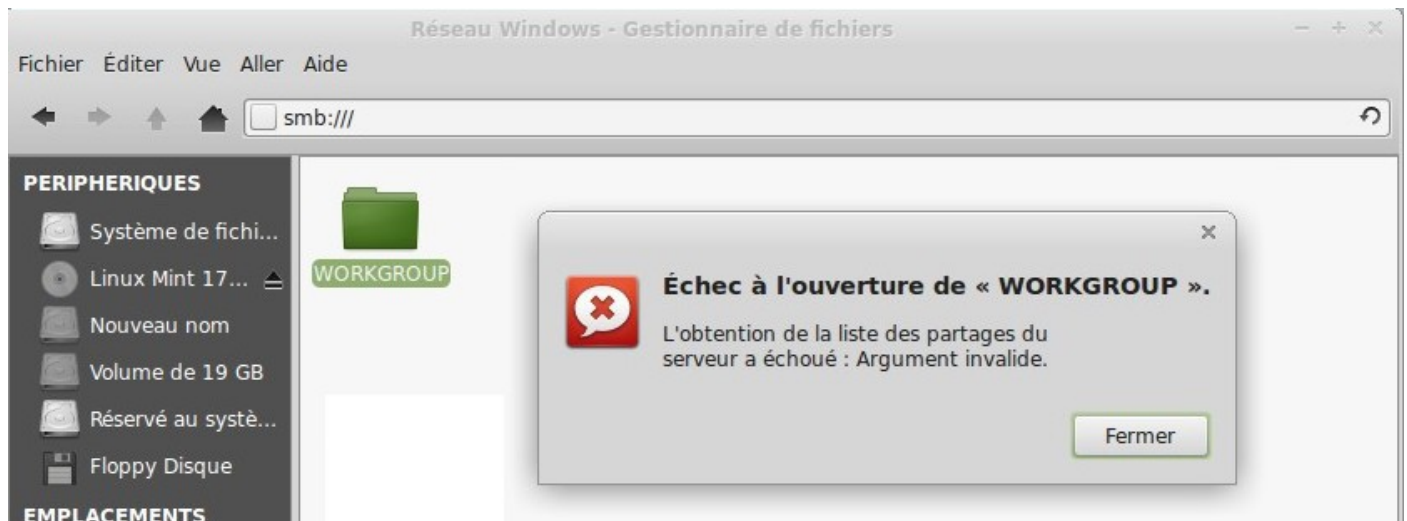 Réseau Windows - Gestionnaire de fichiers
Fichier Éditer Vue Aller Aide
smb:///
PERIPHERIQUES
Système de fichi...
Linux Mint 17...
Nouveau nom
Volume de 19 GB
Réservé au systè...
Floppy Disque
EMPLACEMENTS
WORKGROUP
Échec à l'ouverture de « WORKGROUP ».
L'obtention de la liste des partages du
serveur a échoué : Argument invalide.
Fermer